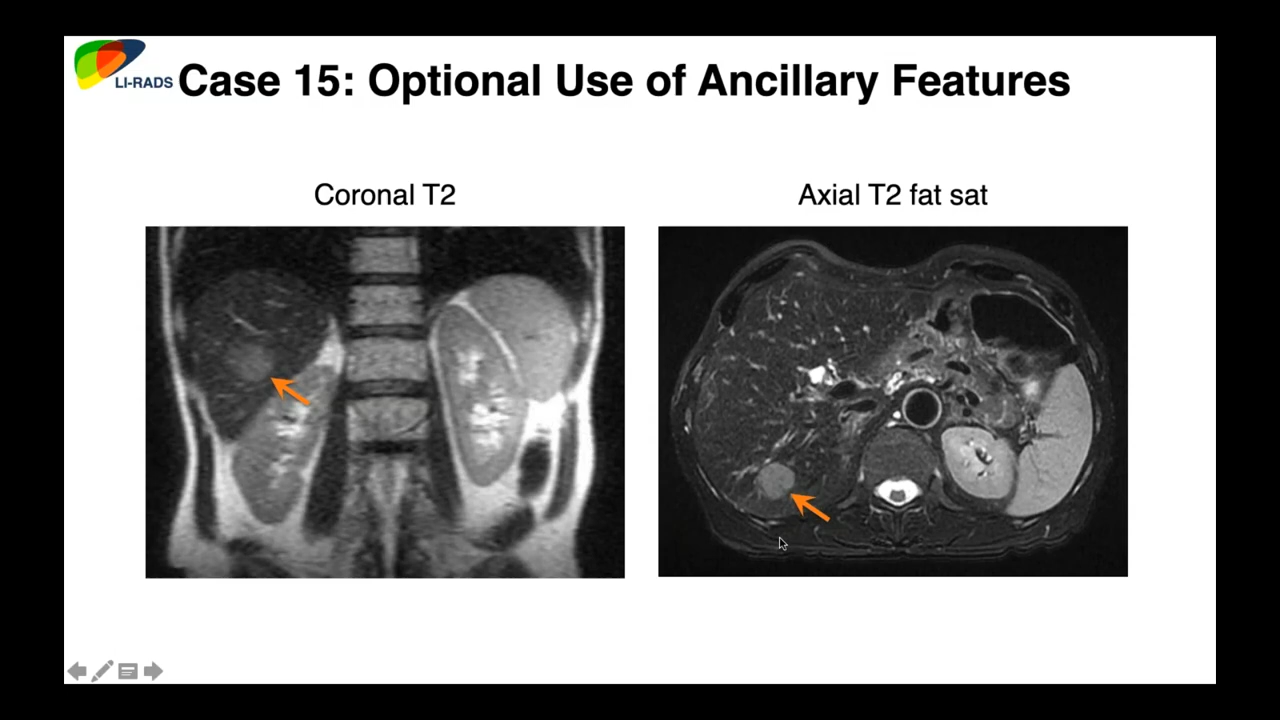 LI-RADS
Case 15: Optional Use of Ancillary Features
Coronal T2
Axial T2 fat sat